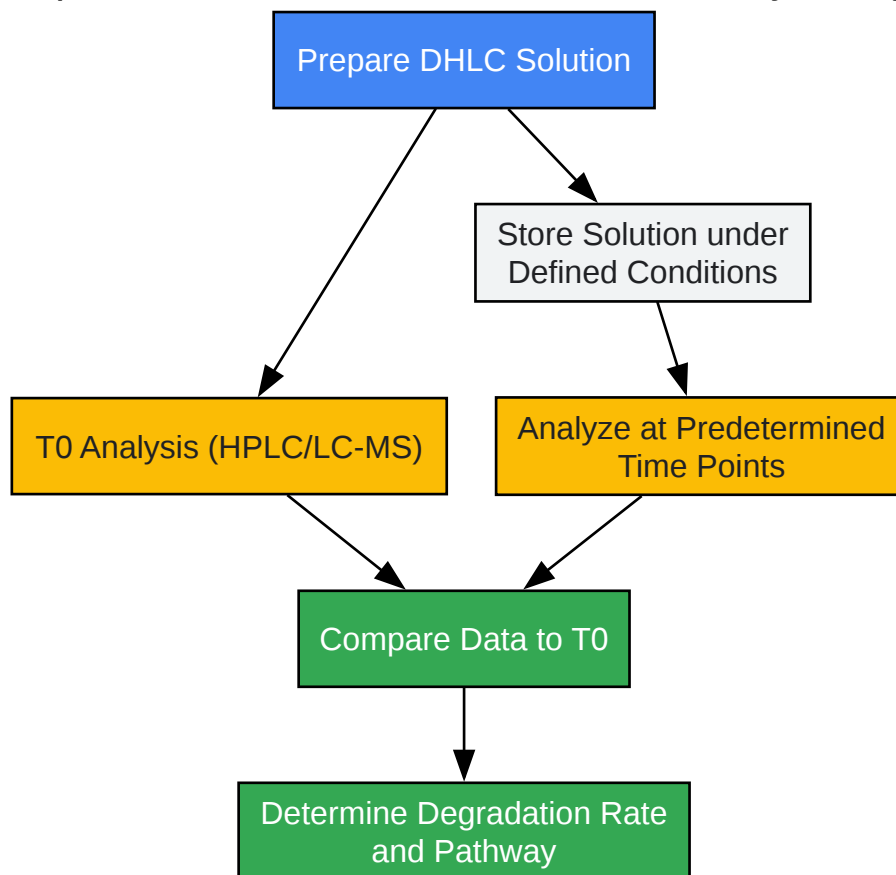 Prepare DHLC Solution
Store Solution under
Defined Conditions
T0 Analysis (HPLC/LC-MS)
Analyze at Predetermined
Time Points
Compare Data to T0
Determine Degradation Rate
and Pathway